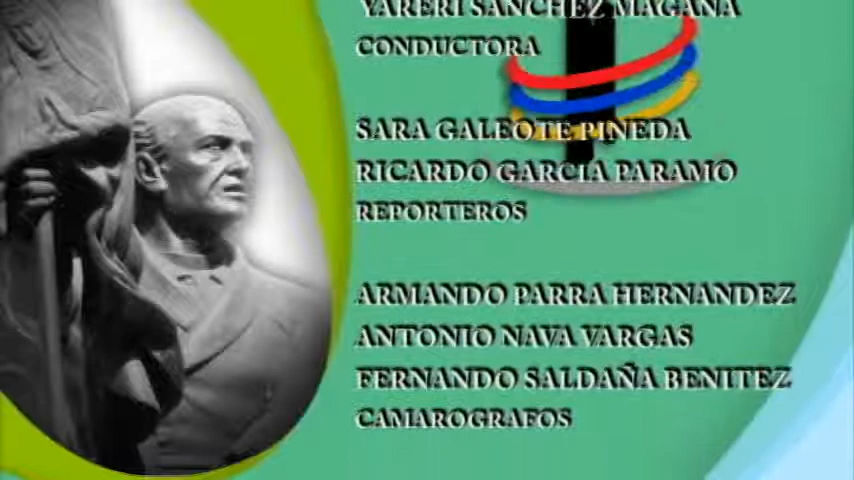 YARERI SANCHEZ MAGAÑA
CONDUCTORA
SARA GALEOTE PINEDA
RICARDO GARCIA PARAMO
REPORTEROS
ARMANDO PARRA HERNANDEZ
ANTONIO NAVA VARGAS
FERNANDO SALDAÑA BENITEZ
CAMAROGRAFOS